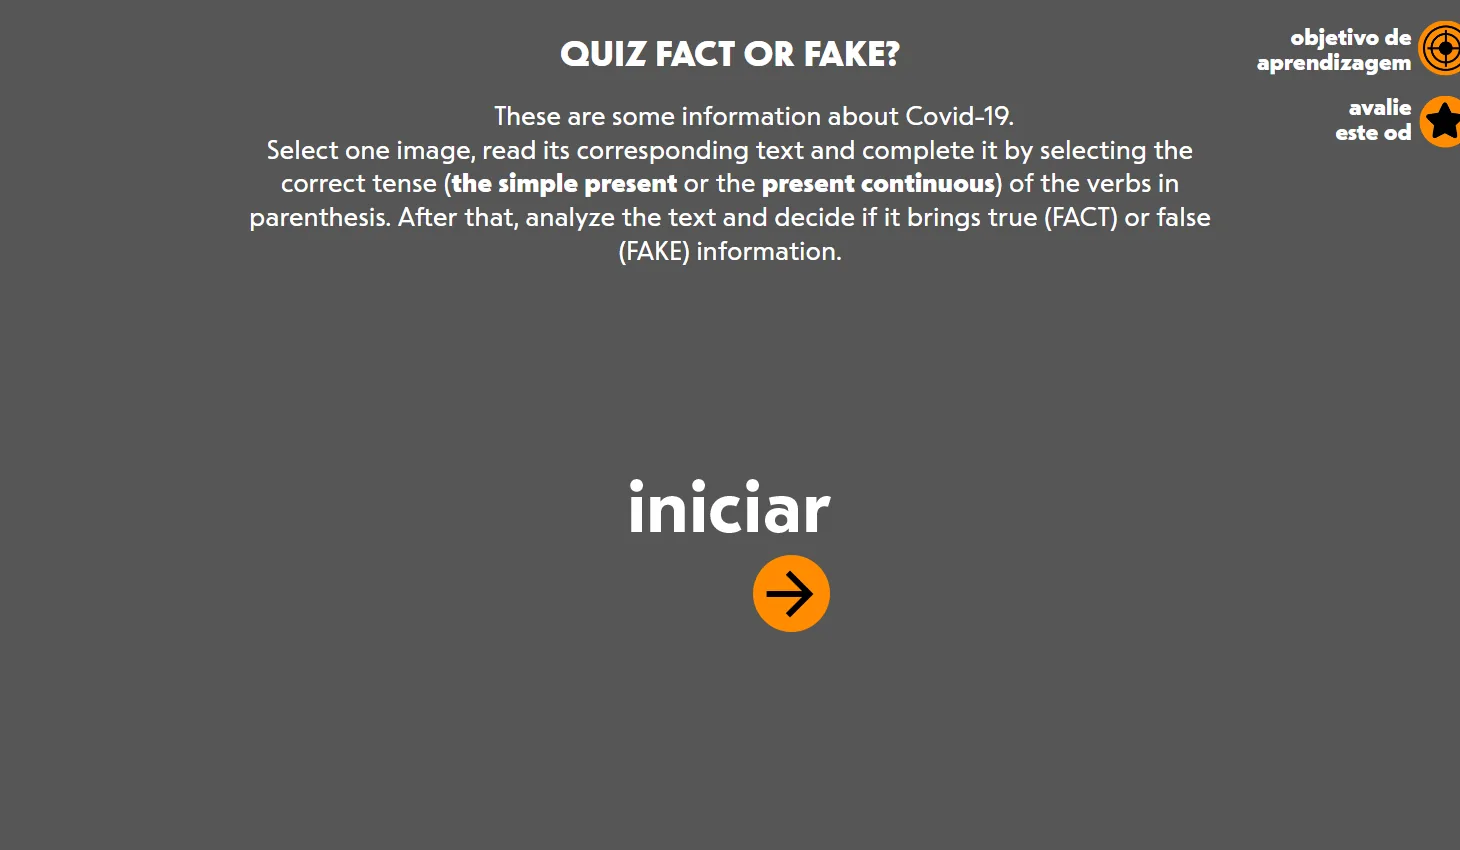 QUIZ FACT OR FAKE?
These are some information about Covid-19.
Select one image, read its corresponding text and complete it by selecting the
correct tense (the simple present or the present continuous) of the verbs in
parenthesis. After that, analyze the text and decide if it brings true (FACT) or false
(FAKE) information.
objetivo de
aprendizagem
avalie
este od
iniciar